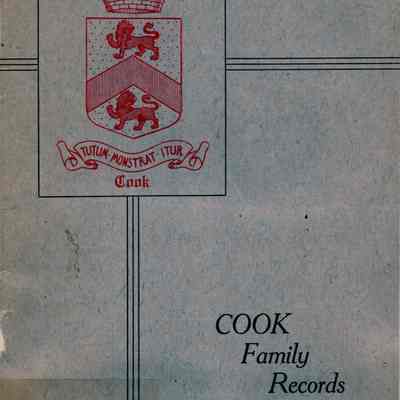 TUTUM · MONSTRAT · ITUR
Cook
COOK
Family
Records